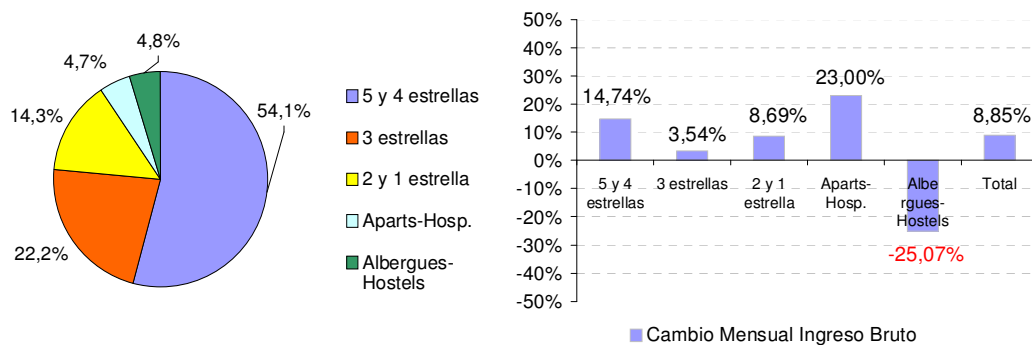 4,8%
4,7%
14,3%
54,1%
22,2%
5 y 4 estrellas
3 estrellas
2 y 1 estrella
Aparts-Hosp.
Albergues-
Hostels
50%
40%
30%
20%
10%
0%
-10%
-20%
-30%
-40%
-50%
14,74%
3,54%
8,69%
23,00%
-25,07%
8,85%
5 y 4
estrellas
3 estrellas
2 y 1
estrella
Aparts-
Hosp.
Albe
rgues-
Hostels
Total
Cambio Mensual Ingreso Bruto